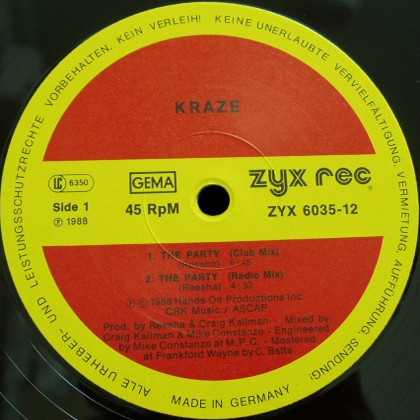 ALLE URHEBER- UND LEISTUNGSSCHUTZRECHTE VORBEHALTEN, KEIN VERLEIH! KEINE UNERLAUBTE VERVIELFÄLTIGUNG, VERMIETUNG, AUFFÜHRUNG, SENDUNG!
KRAZE
LC 6350
GEMA
zyx rec
Side 1
45 RpM
ZYX 6035-12
℗ 1988
1. THE PARTY (Club Mix)
(Reesha) 6:45
2. THE PARTY (Radio Mix)
(Reesha) 4:30
℗ © 1988 Hands On Productions Inc.
CRK Music / ASCAP
Prod. by Reesha & Craig Kallman - Mixed by
Craig Kallman & Mike Constanzo - Engineered
by Mike Constanzo at M.P.C. - Mastered
at Frankford Wayne by C. Batts
MADE IN GERMANY